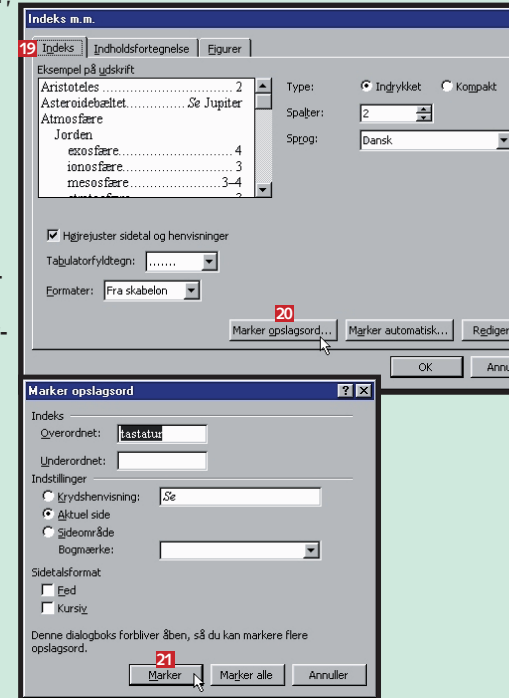 Indeks m.m.
19 Indeks Indholdsfortegnelse Figurer
Eksempel på udskrift
Aristoteles 2
Asteroidebæltet Se Jupiter
Atmosfære
Jorden
exosfære 4
ionosfære 3
mesosfære 3–4
Type: Indrykket Kompakt
Spalter: 2
Sprog: Dansk
Højrejuster sidetal og henvisninger
Tabulatorfyldtegn: .......
Formater: Fra skabelon
20
Marker opslagsord... Marker automatisk... Rediger
OK Annu
Marker opslagsord
Indeks
Overordnet: tastatur
Underordnet:
Indstillinger
Krydshenvisning: Se
Aktuel side
Sideområde
Bogmærke:
Sidetalsformat
Fed
Kursiv
Denne dialogboks forbliver åben, så du kan markere flere
opslagsord.
21
Marker Marker alle Annuller